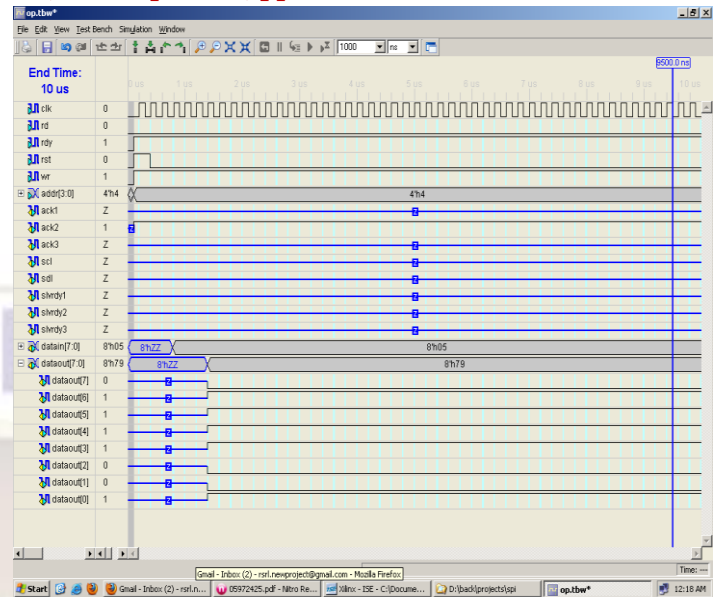 op.tbw*
File Edit View Test Bench Simulation Window
1000 ns
End Time:
10 us
9500.0 ns
0 us 1 us 2 us 3 us 4 us 5 us 6 us 7 us 8 us 9 us 10 us
clk 0
rd 0
rdy 1
rst 0
wr 1
addr[3:0] 4'h4 4'h4
ack1 Z Z
ack2 1 Z
ack3 Z Z
scl Z Z
sdl Z Z
slvrdy1 Z Z
slvrdy2 Z Z
slvrdy3 Z Z
datain[7:0] 8'h05 8'hZZ 8'h05
dataout[7:0] 8'h79 8'hZZ 8'h79
dataout[7] 0 Z
dataout[6] 1 Z
dataout[5] 1 Z
dataout[4] 1 Z
dataout[3] 1 Z
dataout[2] 0 Z
dataout[1] 0 Z
dataout[0] 1 Z
Time: ---
Gmail - Inbox (2) - rsrl.newproject@gmail.com - Mozilla Firefox
Start Gmail - Inbox (2) - rsrl.n... 05972425.pdf - Nitro Re... Xilinx - ISE - C:\Docume... D:\back\projects\spi op.tbw* 12:18 AM